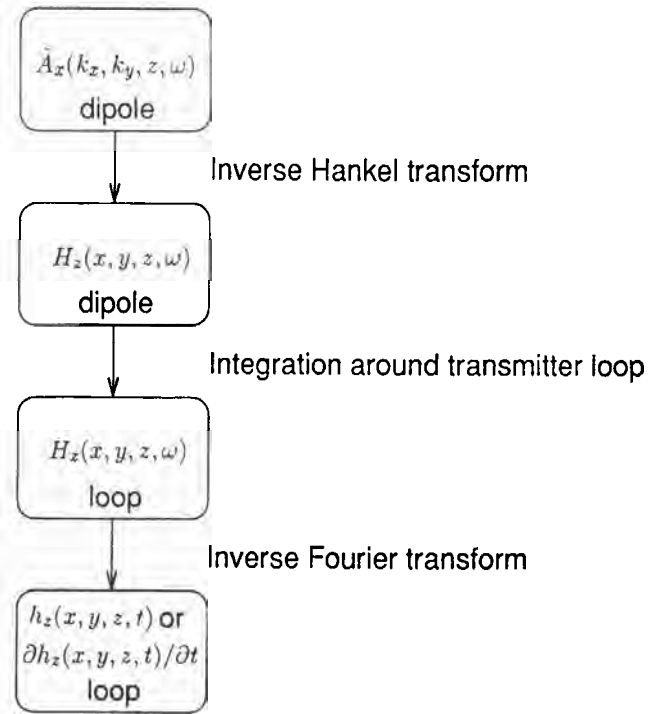 Ã_x(k_x, k_y, z, ω)
dipole
Inverse Hankel transform
H_z(x, y, z, ω)
dipole
Integration around transmitter loop
H_z(x, y, z, ω)
loop
Inverse Fourier transform
h_z(x, y, z, t) or
∂h_z(x, y, z, t)/∂t
loop